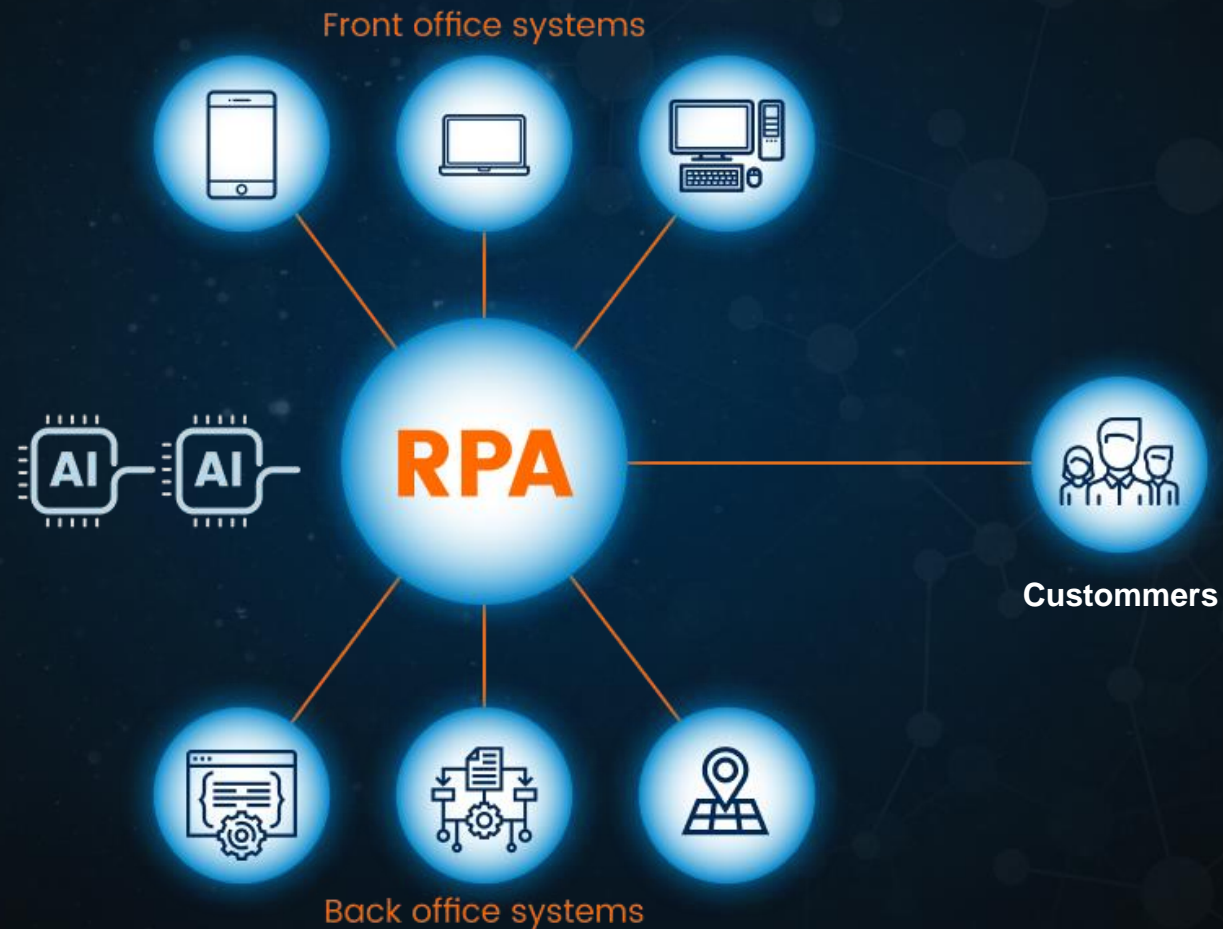 Front office systems
AI
AI
RPA
Custommers
Back office systems